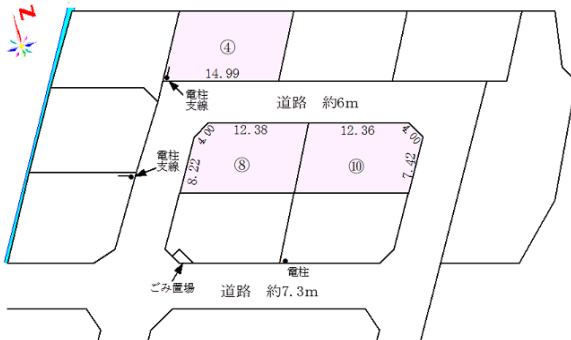 N
④
14.99
電柱
支線
道路 約6m
4.00
12.38
12.36
4.00
電柱
支線
8.22
⑧
⑩
7.42
電柱
ごみ置場
道路 約7.3m